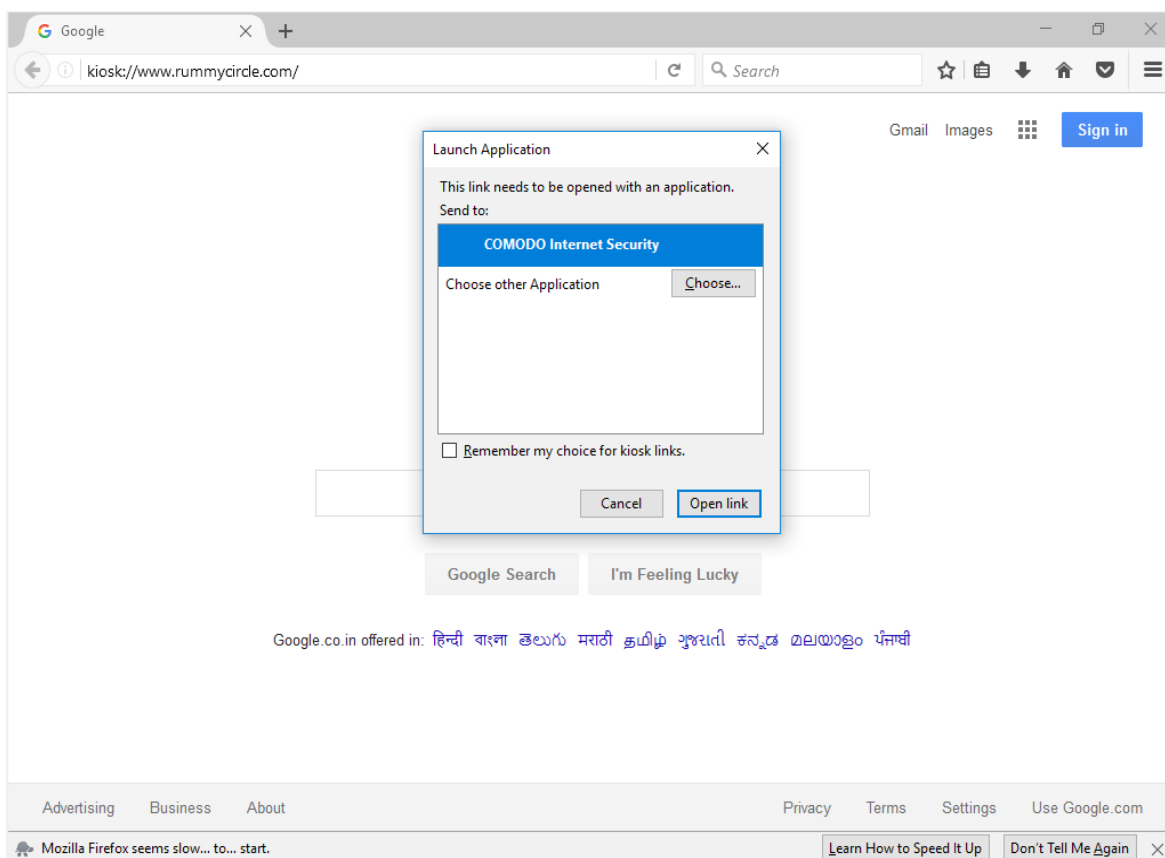 Google
kiosk://www.rummycircle.com/
Search
Gmail Images Sign in
Launch Application
This link needs to be opened with an application.
Send to:
COMODO Internet Security
Choose other Application Choose...
Remember my choice for kiosk links.
Cancel Open link
Google Search I'm Feeling Lucky
Google.co.in offered in: हिन्दी বাংলা తెలుగు मराठी தமிழ் ગુજરાતી ಕನ್ನಡ മലയാളം ਪੰਜਾਬੀ
Advertising Business About Privacy Terms Settings Use Google.com
Mozilla Firefox seems slow... to... start. Learn How to Speed It Up Don't Tell Me Again